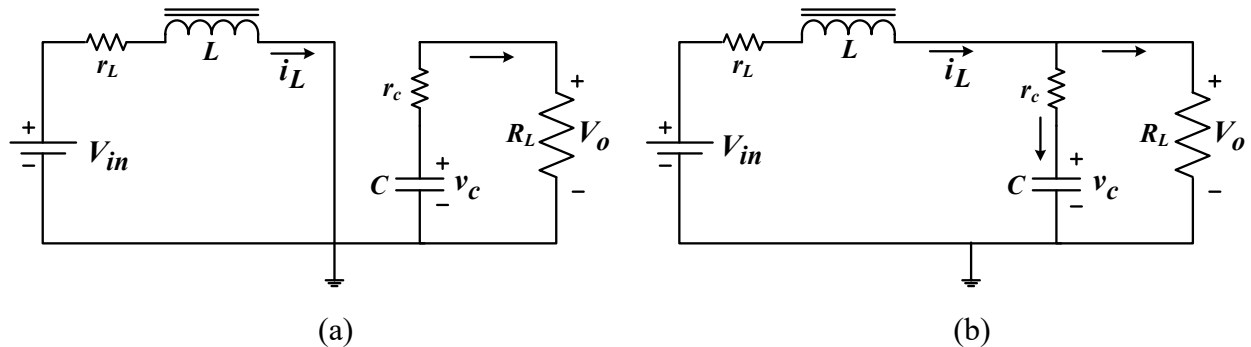 L
r_L
i_L
r_c
+
+
R_L
V_o
+
V_in
−
C
+
v_c
−
−
(a)
L
r_L
i_L
r_c
+
+
R_L
V_o
+
V_in
−
C
+
v_c
−
−
(b)